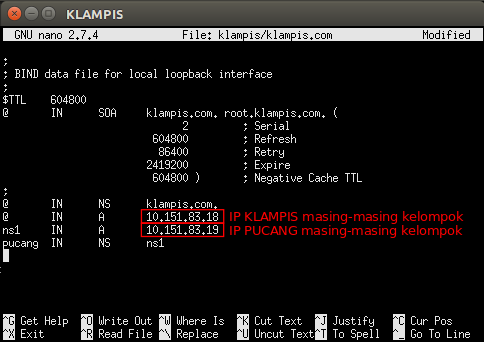 KLAMPIS
GNU nano 2.7.4 File: klampis/klampis.com Modified
;
; BIND data file for local loopback interface
;
$TTL 604800
@ IN SOA klampis.com. root.klampis.com. (
2 ; Serial
604800 ; Refresh
86400 ; Retry
2419200 ; Expire
604800 ) ; Negative Cache TTL
;
@ IN NS klampis.com.
@ IN A 10.151.83.18 IP KLAMPIS masing-masing kelompok
ns1 IN A 10.151.83.19 IP PUCANG masing-masing kelompok
pucang IN NS ns1
^G Get Help ^O Write Out ^W Where Is ^K Cut Text ^J Justify ^C Cur Pos
^X Exit ^R Read File ^\ Replace ^U Uncut Text ^T To Spell ^_ Go To Line